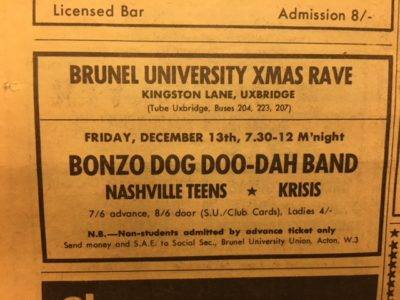 Licensed Bar Admission 8/-
BRUNEL UNIVERSITY XMAS RAVE
KINGSTON LANE, UXBRIDGE
(Tube Uxbridge, Buses 204, 223, 207)
FRIDAY, DECEMBER 13th, 7.30-12 M'night
BONZO DOG DOO-DAH BAND
NASHVILLE TEENS ★ KRISIS
7/6 advance, 8/6 door (S.U./Club Cards), Ladies 4/-
N.B.—Non-students admitted by advance ticket only
Send money and S.A.E. to Social Sec., Brunel University Union, Acton, W.3